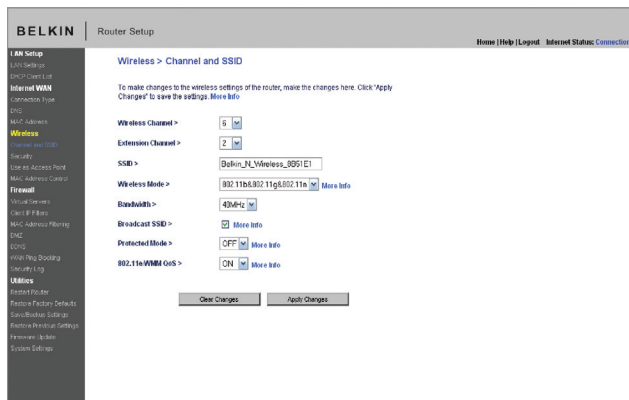 BELKIN
Router Setup
Home |Help |Logout Internet Status: Connection
LAN Setup
LAN Settings
DHCP Client List
Internet WAN
Connection Type
DNS
MAC Address
Wireless
Channel and SSID
Security
Use as Access Point
MAC Address Control
Firewall
Virtual Servers
Client IP Filters
MAC Address Filtering
DMZ
DDNS
WAN Ping Blocking
Security Log
Utilities
Restart Router
Restore Factory Defaults
Save/Backup Settings
Restore Previous Settings
Firmware Update
System Settings
Wireless > Channel and SSID
To make changes to the wireless settings of the router, make the changes here. Click "Apply
Changes" to save the settings. More Info
Wireless Channel > 6
Extension Channel > 2
SSID > Belkin_N_Wireless_8B51E1
Wireless Mode > 802.11b&802.11g&802.11n More Info
Bandwidth > 40MHz
Broadcast SSID > More Info
Protected Mode > OFF More Info
802.11e/WMM QoS > ON More Info
Clear Changes Apply Changes